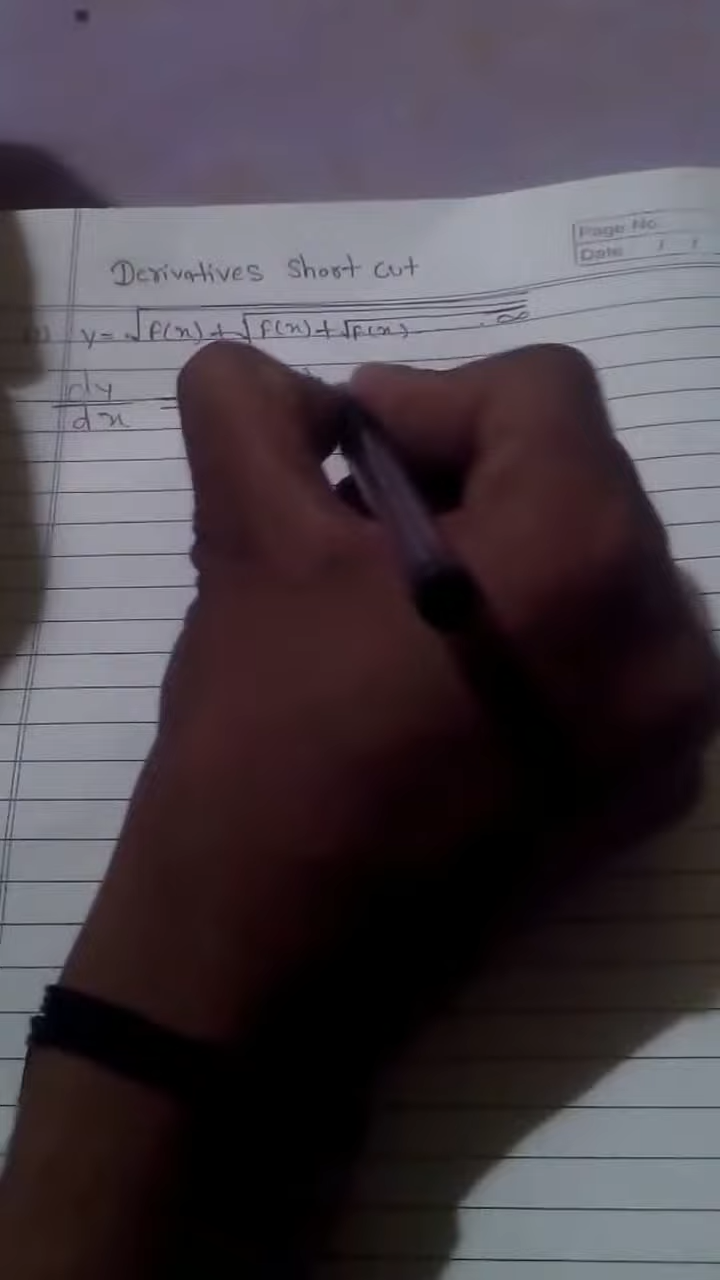 Page No.
Date / /
Derivatives Short cut
y = √f(x) + √f(x) + √f(x) ------ ∞
dy
dx =